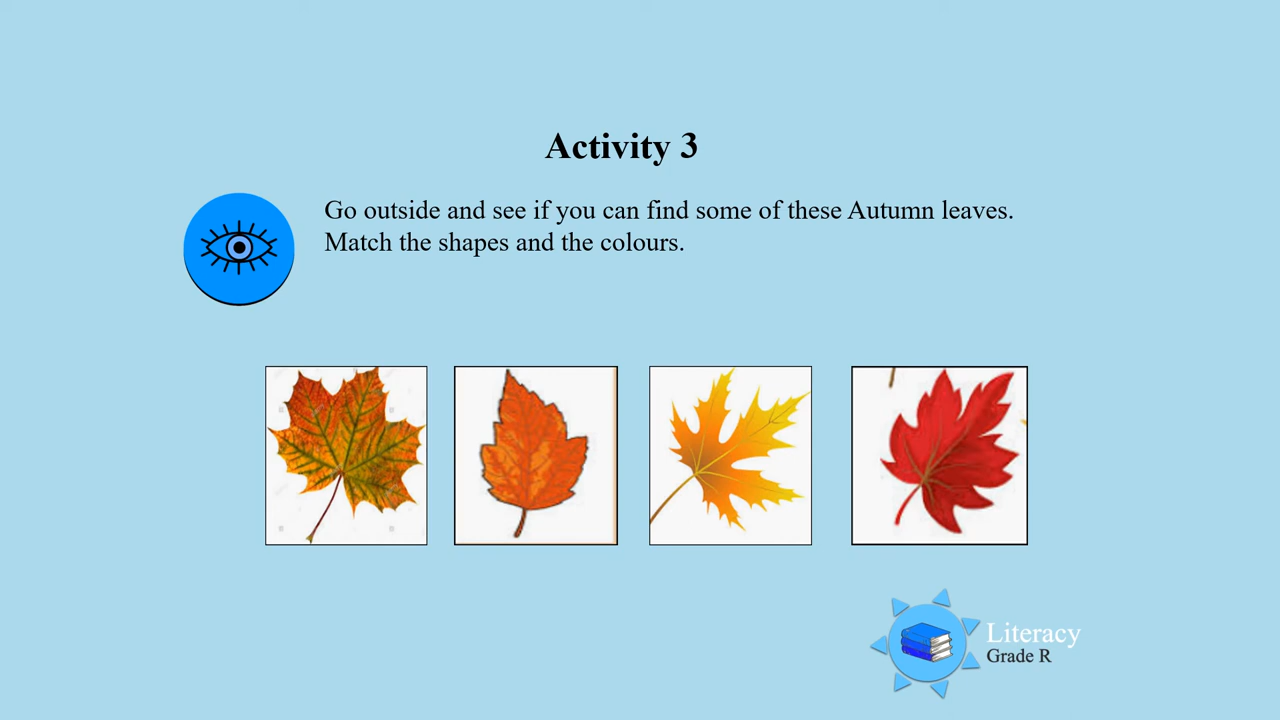 Activity 3
Go outside and see if you can find some of these Autumn leaves.
Match the shapes and the colours.
Literacy
Grade R